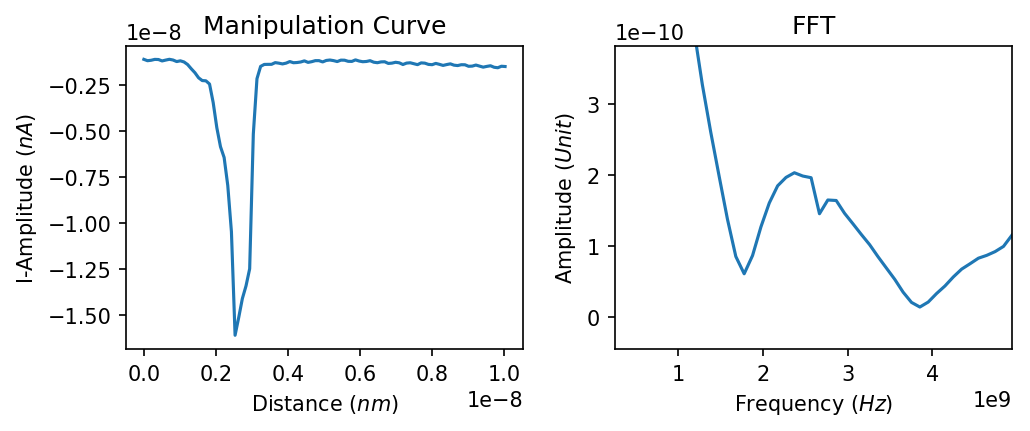 Manipulation Curve
1e−8
I-Amplitude (nA)
−0.25
−0.50
−0.75
−1.00
−1.25
−1.50
0.0 0.2 0.4 0.6 0.8 1.0
Distance (nm)
1e−8
FFT
1e−10
Amplitude (Unit)
3
2
1
0
1 2 3 4
Frequency (Hz)
1e9